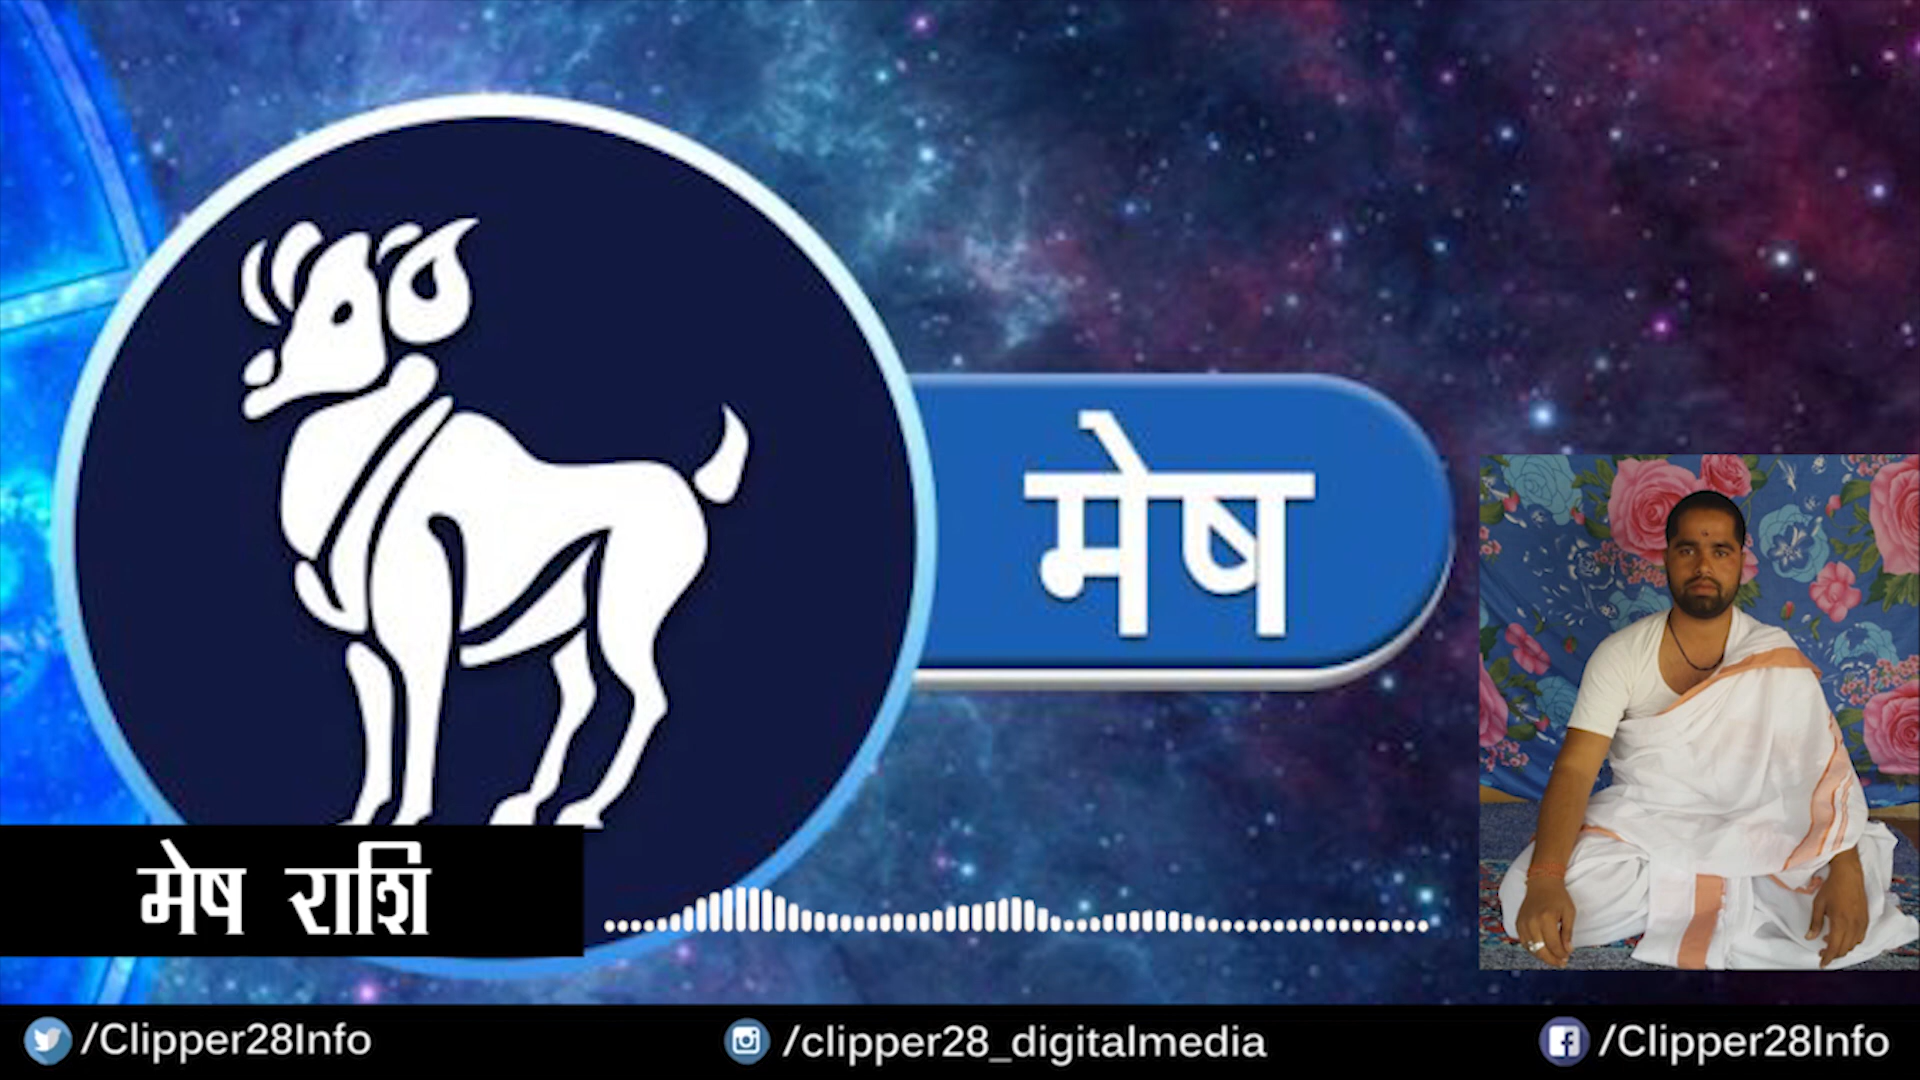 मेष
मेष राशि
/Clipper28Info
/clipper28_digitalmedia
/Clipper28Info